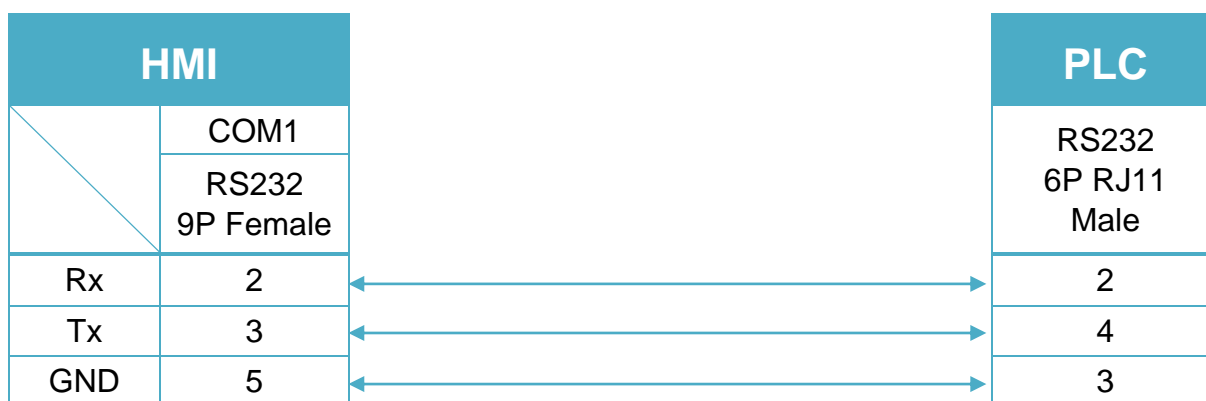 HMI
PLC
COM1
RS232
9P Female
RS232
6P RJ11
Male
Rx 2 2
Tx 3 4
GND 5 3